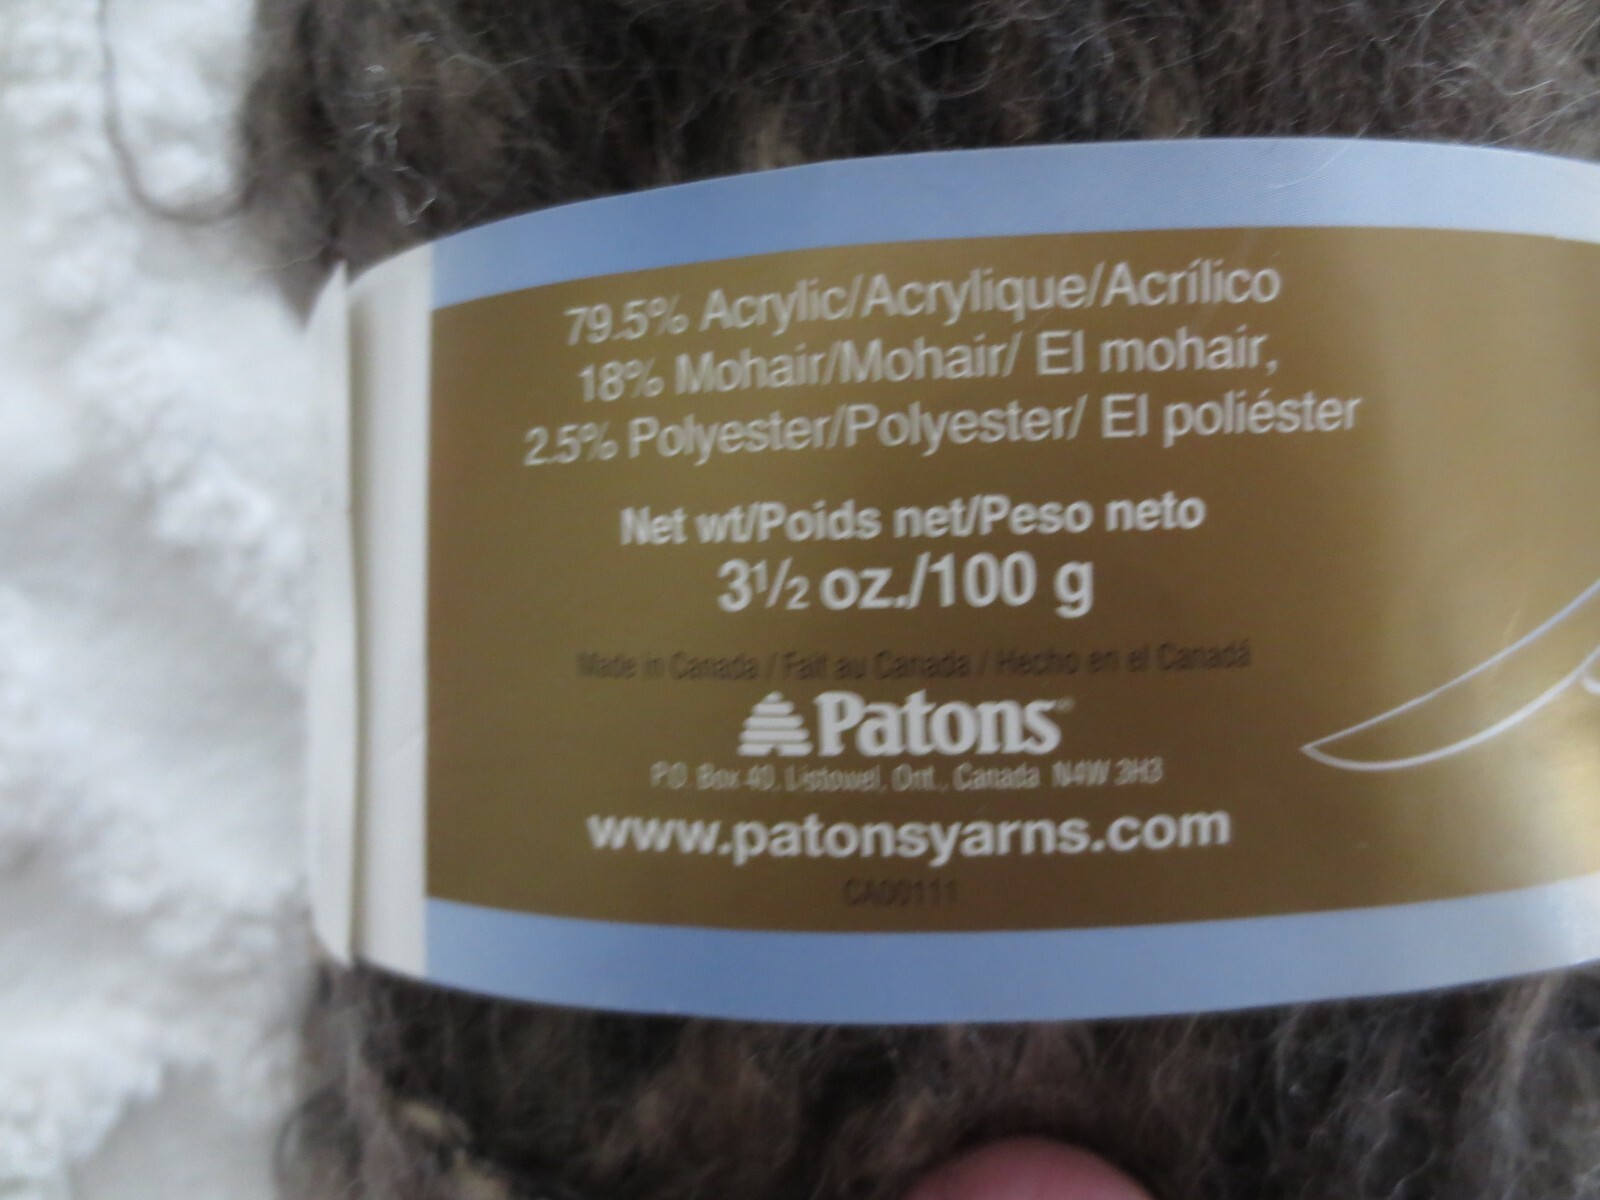 79.5% Acrylic/Acrylique/Acrílico
18% Mohair/Mohair/ El mohair,
2.5% Polyester/Polyester/ El poliéster
Net wt/Poids net/Peso neto
3½ oz./100 g
Made in Canada / Fait au Canada / Hecho en el Canadá
Patons®
P.O. Box 40, Listowel, Ont., Canada N4W 3H3
www.patonsyarns.com
CA00111